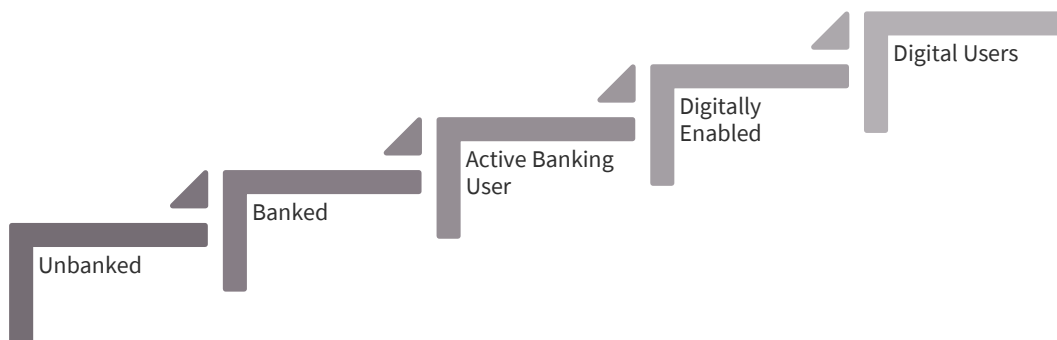 Unbanked
Banked
Active Banking
User
Digitally
Enabled
Digital Users